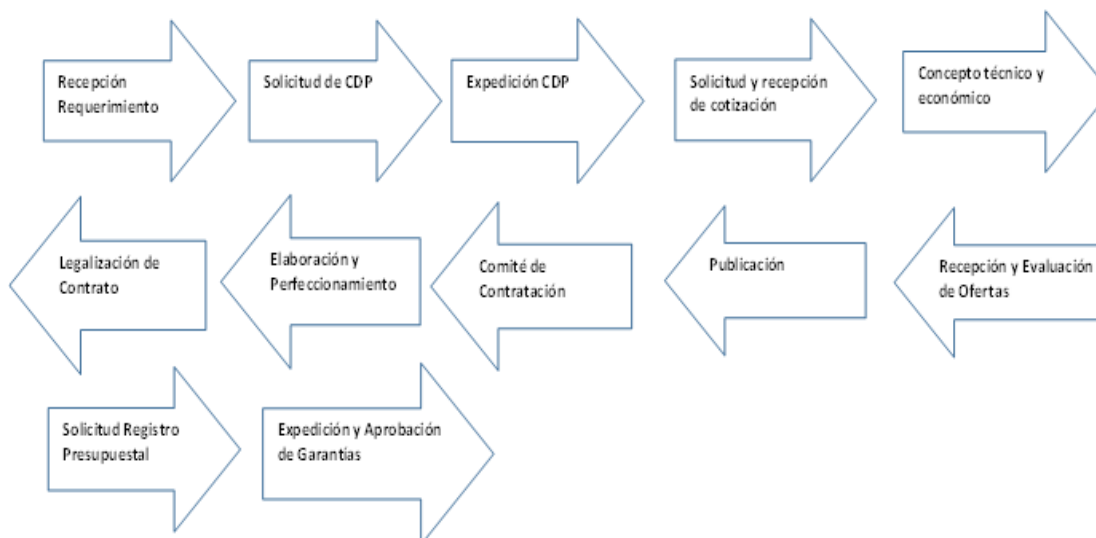 Recepción
Requerimiento
Solicitud de CDP
Expedición CDP
Solicitud y recepción
de cotización
Concepto técnico y
económico
Legalización de
Contrato
Elaboración y
Perfeccionamiento
Comité de
Contratación
Publicación
Recepción y Evaluación
de Ofertas
Solicitud Registro
Presupuestal
Expedición y Aprobación
de Garantías